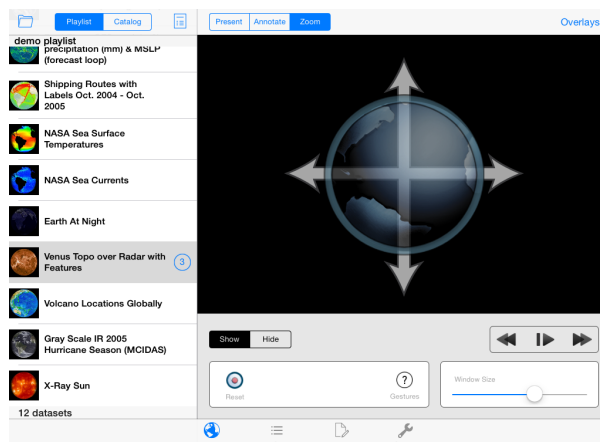 Playlist Catalog Present Annotate Zoom Overlays
demo playlist
precipitation (mm) & MSLP
(forecast loop)
Shipping Routes with
Labels Oct. 2004 - Oct.
2005
NASA Sea Surface
Temperatures
NASA Sea Currents
Earth At Night
Venus Topo over Radar with
Features
3
Volcano Locations Globally
Gray Scale IR 2005
Hurricane Season (MCIDAS)
X-Ray Sun
12 datasets
Show Hide
Reset
?
Gestures
Window Size